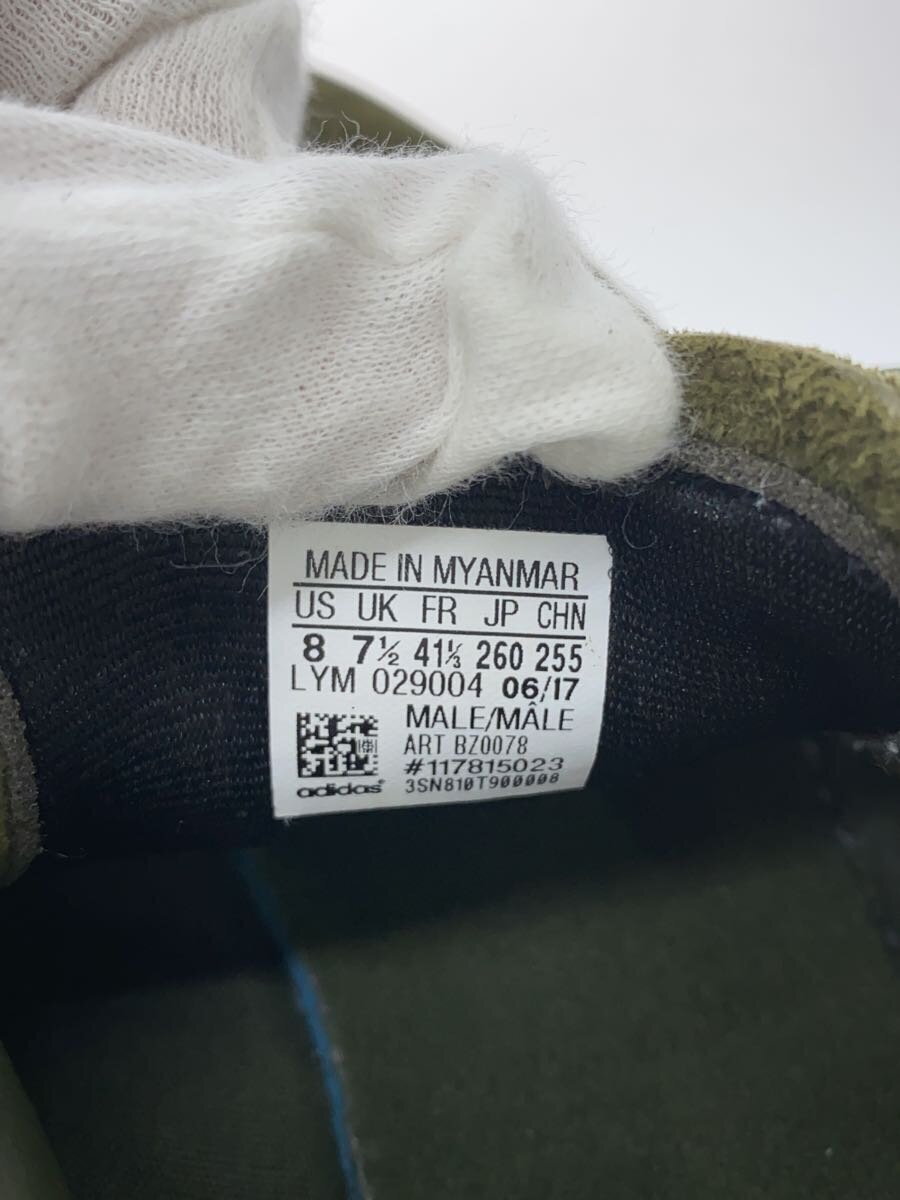 MADE IN MYANMAR
US UK FR JP CHN
8 7½ 41⅓ 260 255
LYM 029004 06/17
MALE/MÂLE
ART BZ0078
#117815023
adidas 3SN810T900008